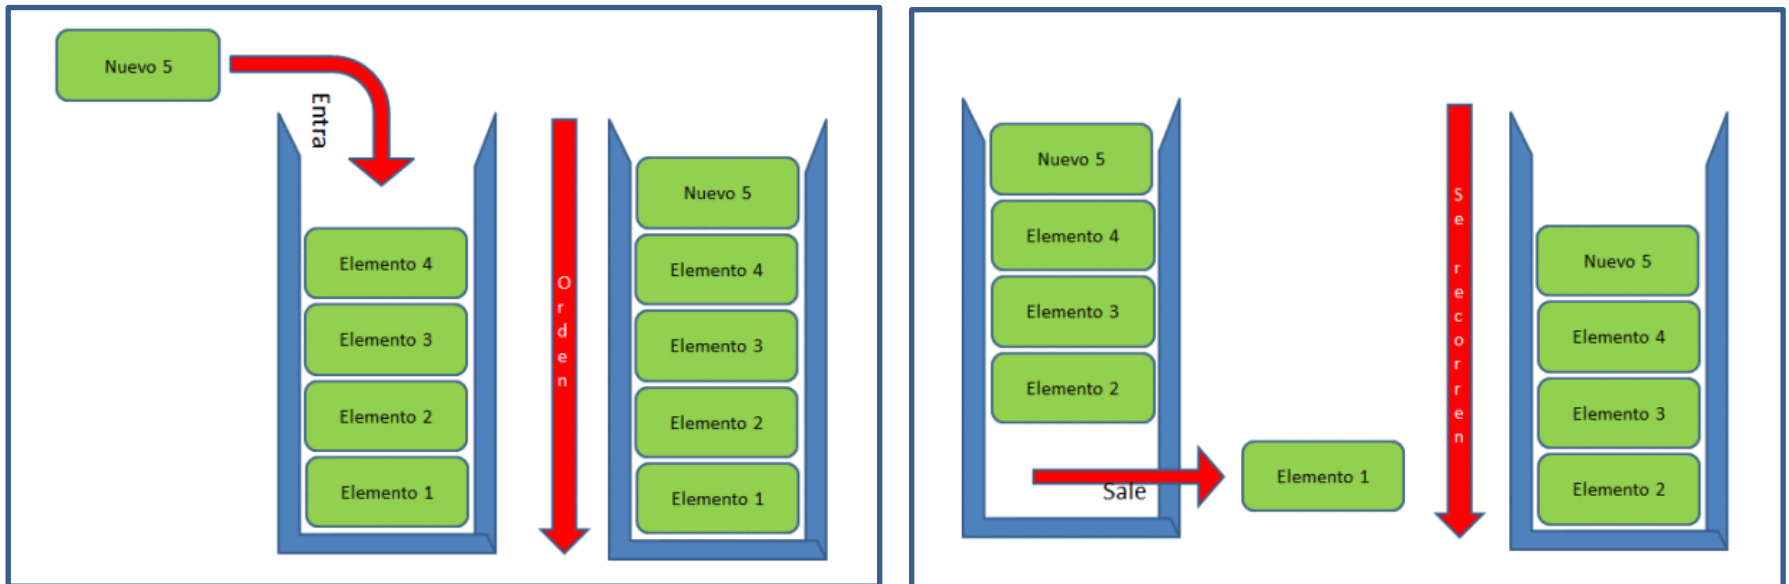 Nuevo 5
Entra
Elemento 4
Elemento 3
Elemento 2
Elemento 1
Orden
Nuevo 5
Elemento 4
Elemento 3
Elemento 2
Elemento 1
Nuevo 5
Elemento 4
Elemento 3
Elemento 2
Sale
Elemento 1
Se recorren
Nuevo 5
Elemento 4
Elemento 3
Elemento 2